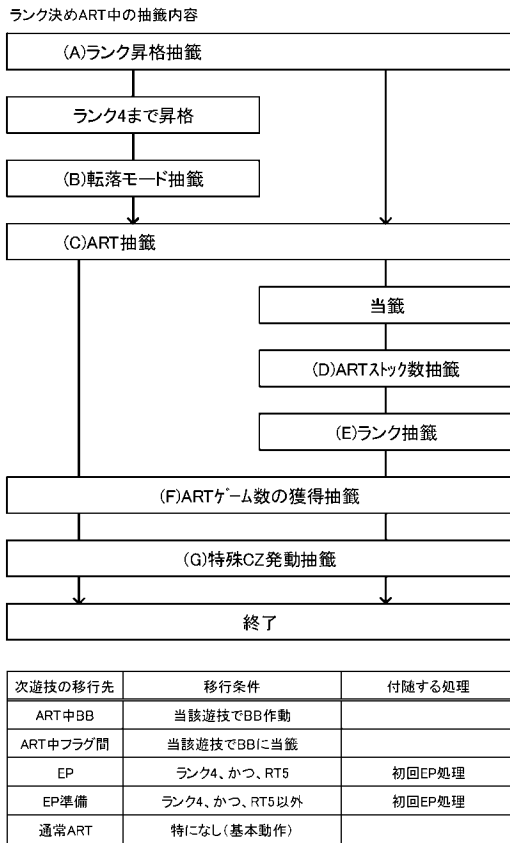 ランク決めART中の抽籤内容
(A)ランク昇格抽籤
ランク4まで昇格
(B)転落モード抽籤
(C)ART抽籤
当籤
(D)ARTストック数抽籤
(E)ランク抽籤
(F)ARTゲーム数の獲得抽籤
(G)特殊CZ発動抽籤
終了
次遊技の移行先 移行条件 付随する処理
ART中BB 当該遊技でBB作動
ART中フラグ間 当該遊技でBBに当籤
EP ランク4、かつ、RT5 初回EP処理
EP準備 ランク4、かつ、RT5以外 初回EP処理
通常ART 特になし(基本動作)